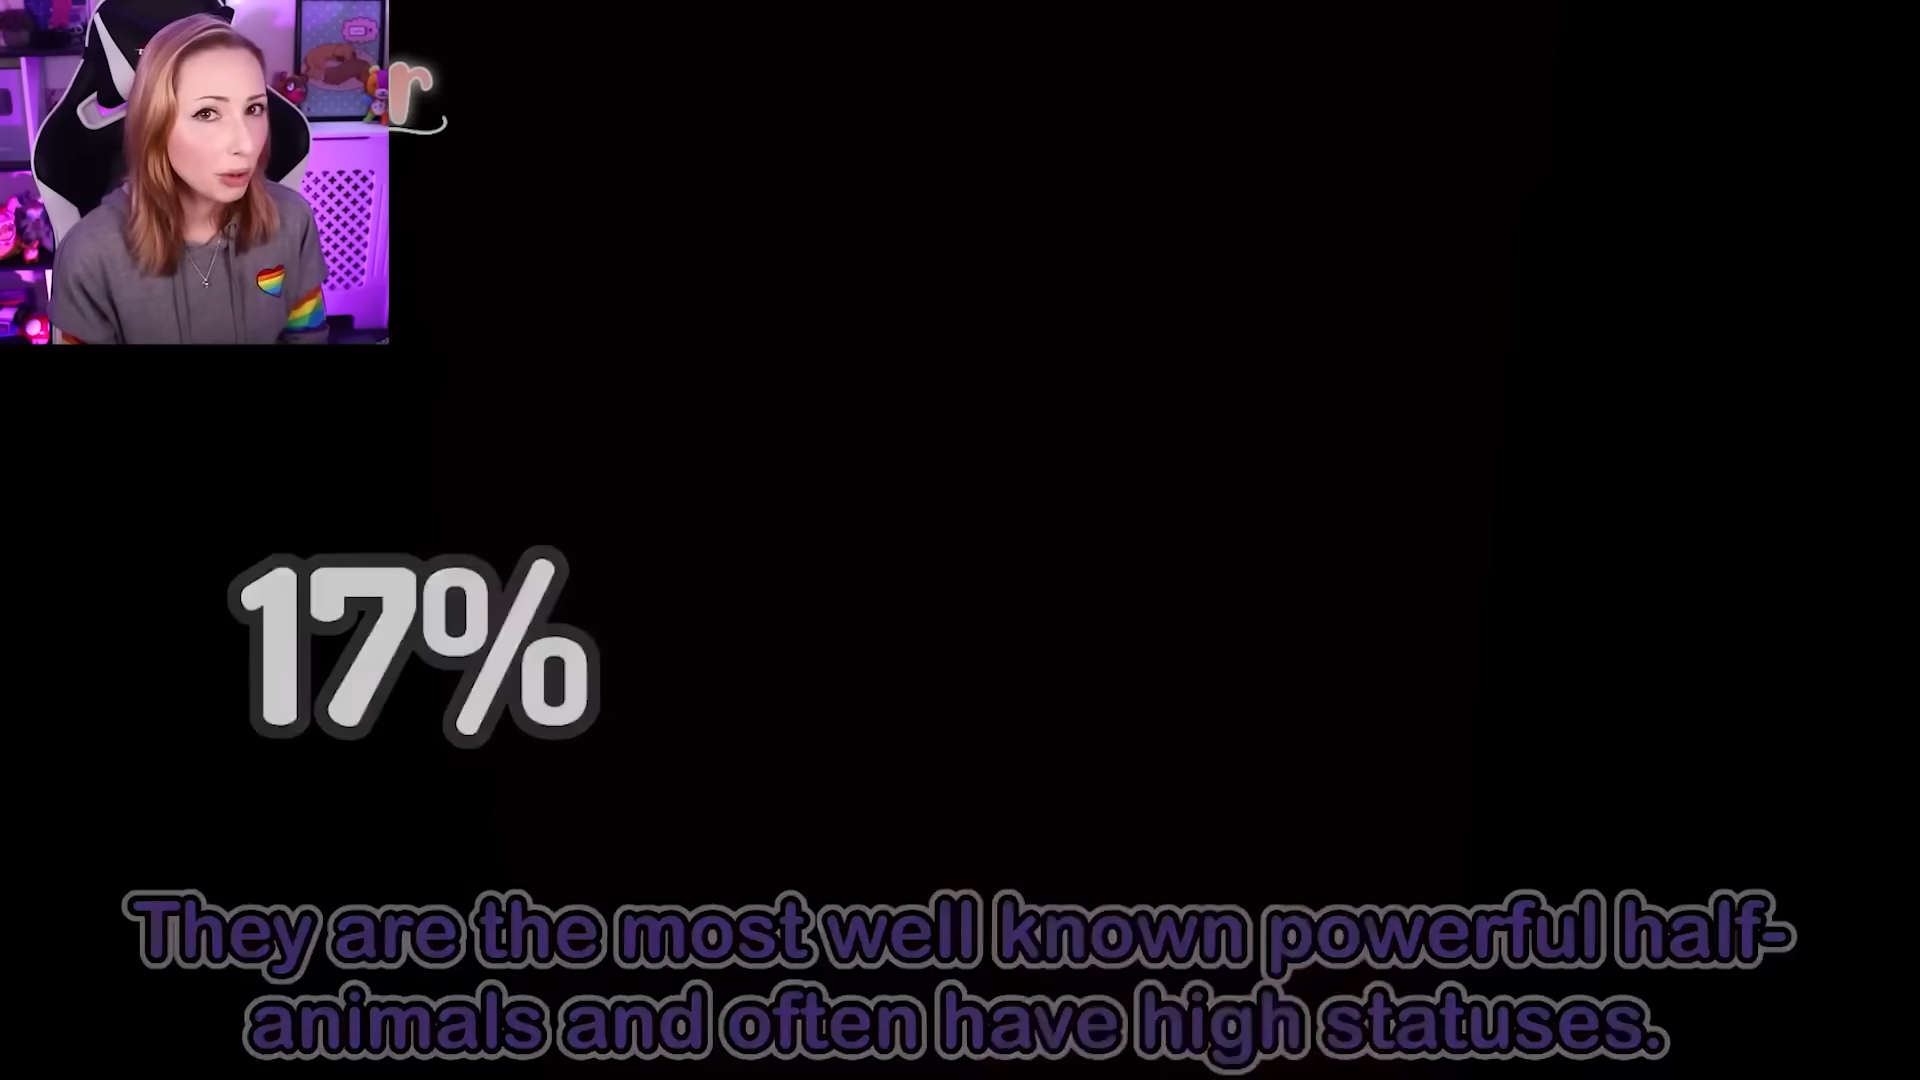 r
17%
They are the most well known powerful half-
animals and often have high statuses.